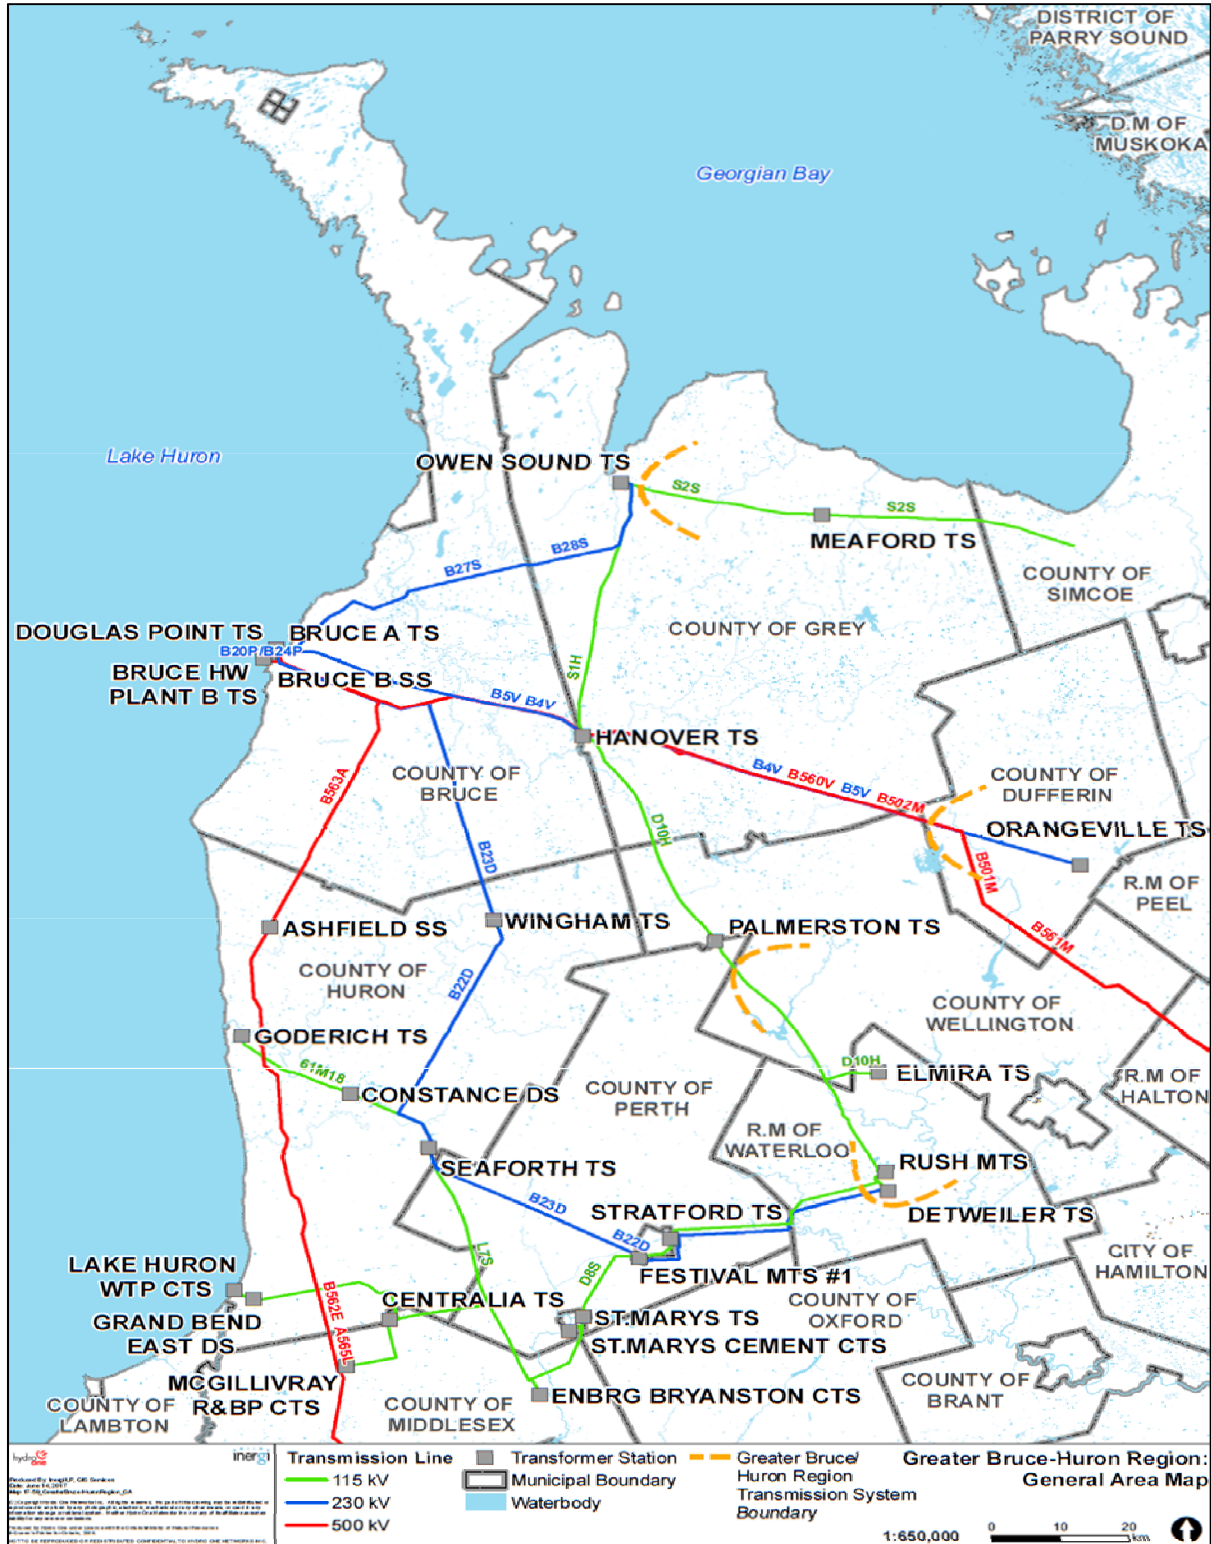 DISTRICT OF
PARRY SOUND
D.M OF
MUSKOKA
Georgian Bay
Lake Huron
OWEN SOUND TS
S2S
S2S
MEAFORD TS
B28S
B27S
COUNTY OF
SIMCOE
DOUGLAS POINT TS
BRUCE A TS
COUNTY OF GREY
B20P/B24P
BRUCE HW
PLANT B TS
BRUCE B SS
S1H
B5V B4V
HANOVER TS
COUNTY OF
BRUCE
B563A
B4V B560V B5V B502M
COUNTY OF
DUFFERIN
ORANGEVILLE TS
D10H
B23D
B501M
R.M OF
PEEL
ASHFIELD SS
WINGHAM TS
PALMERSTON TS
B561M
COUNTY OF
HURON
B22D
COUNTY OF
WELLINGTON
GODERICH TS
61M18
CONSTANCE DS
COUNTY OF
PERTH
D10H
ELMIRA TS
R.M OF
HALTON
R.M OF
WATERLOO
SEAFORTH TS
RUSH MTS
B23D
STRATFORD TS
DETWEILER TS
B22D
L7S
D8S
FESTIVAL MTS #1
CITY OF
HAMILTON
LAKE HURON
WTP CTS
GRAND BEND
EAST DS
B562E A565L
CENTRALIA TS
COUNTY OF
OXFORD
ST.MARYS TS
ST.MARYS CEMENT CTS
MCGILLIVRAY
R&BP CTS
ENBRG BRYANSTON CTS
COUNTY OF
BRANT
COUNTY OF
LAMBTON
COUNTY OF
MIDDLESEX
hydro
one
inergi
Transmission Line
115 kV
230 kV
500 kV
Transformer Station
Municipal Boundary
Waterbody
Greater Bruce/
Huron Region
Transmission System
Boundary
Greater Bruce-Huron Region:
General Area Map
1:650,000
0 10 20
km